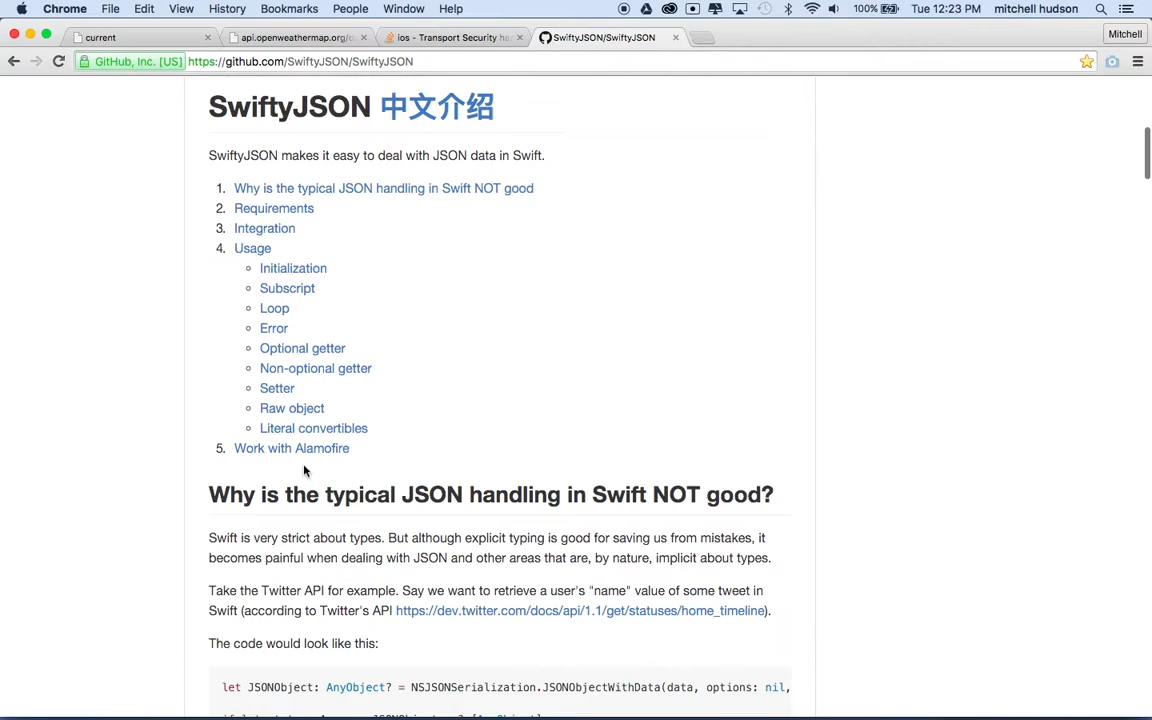 Chrome File Edit View History Bookmarks People Window Help 100% Tue 12:23 PM mitchell hudson
current api.openweathermap.org/d ios - Transport Security ha SwiftyJSON/SwiftyJSON Mitchell
GitHub, Inc. [US] https://github.com/SwiftyJSON/SwiftyJSON
SwiftyJSON 中文介绍
SwiftyJSON makes it easy to deal with JSON data in Swift.
1. Why is the typical JSON handling in Swift NOT good
2. Requirements
3. Integration
4. Usage
Initialization
Subscript
Loop
Error
Optional getter
Non-optional getter
Setter
Raw object
Literal convertibles
5. Work with Alamofire
Why is the typical JSON handling in Swift NOT good?
Swift is very strict about types. But although explicit typing is good for saving us from mistakes, it
becomes painful when dealing with JSON and other areas that are, by nature, implicit about types.
Take the Twitter API for example. Say we want to retrieve a user's "name" value of some tweet in
Swift (according to Twitter's API https://dev.twitter.com/docs/api/1.1/get/statuses/home_timeline).
The code would look like this:
let JSONObject: AnyObject? = NSJSONSerialization.JSONObjectWithData(data, options: nil,